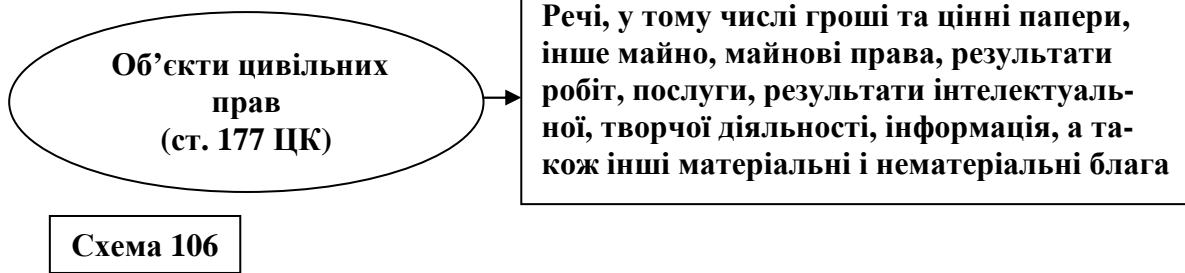 Об’єкти цивільних
прав
(ст. 177 ЦК)
Речі, у тому числі гроші та цінні папери,
інше майно, майнові права, результати
робіт, послуги, результати інтелектуаль-
ної, творчої діяльності, інформація, а та-
кож інші матеріальні і нематеріальні блага
Схема 106